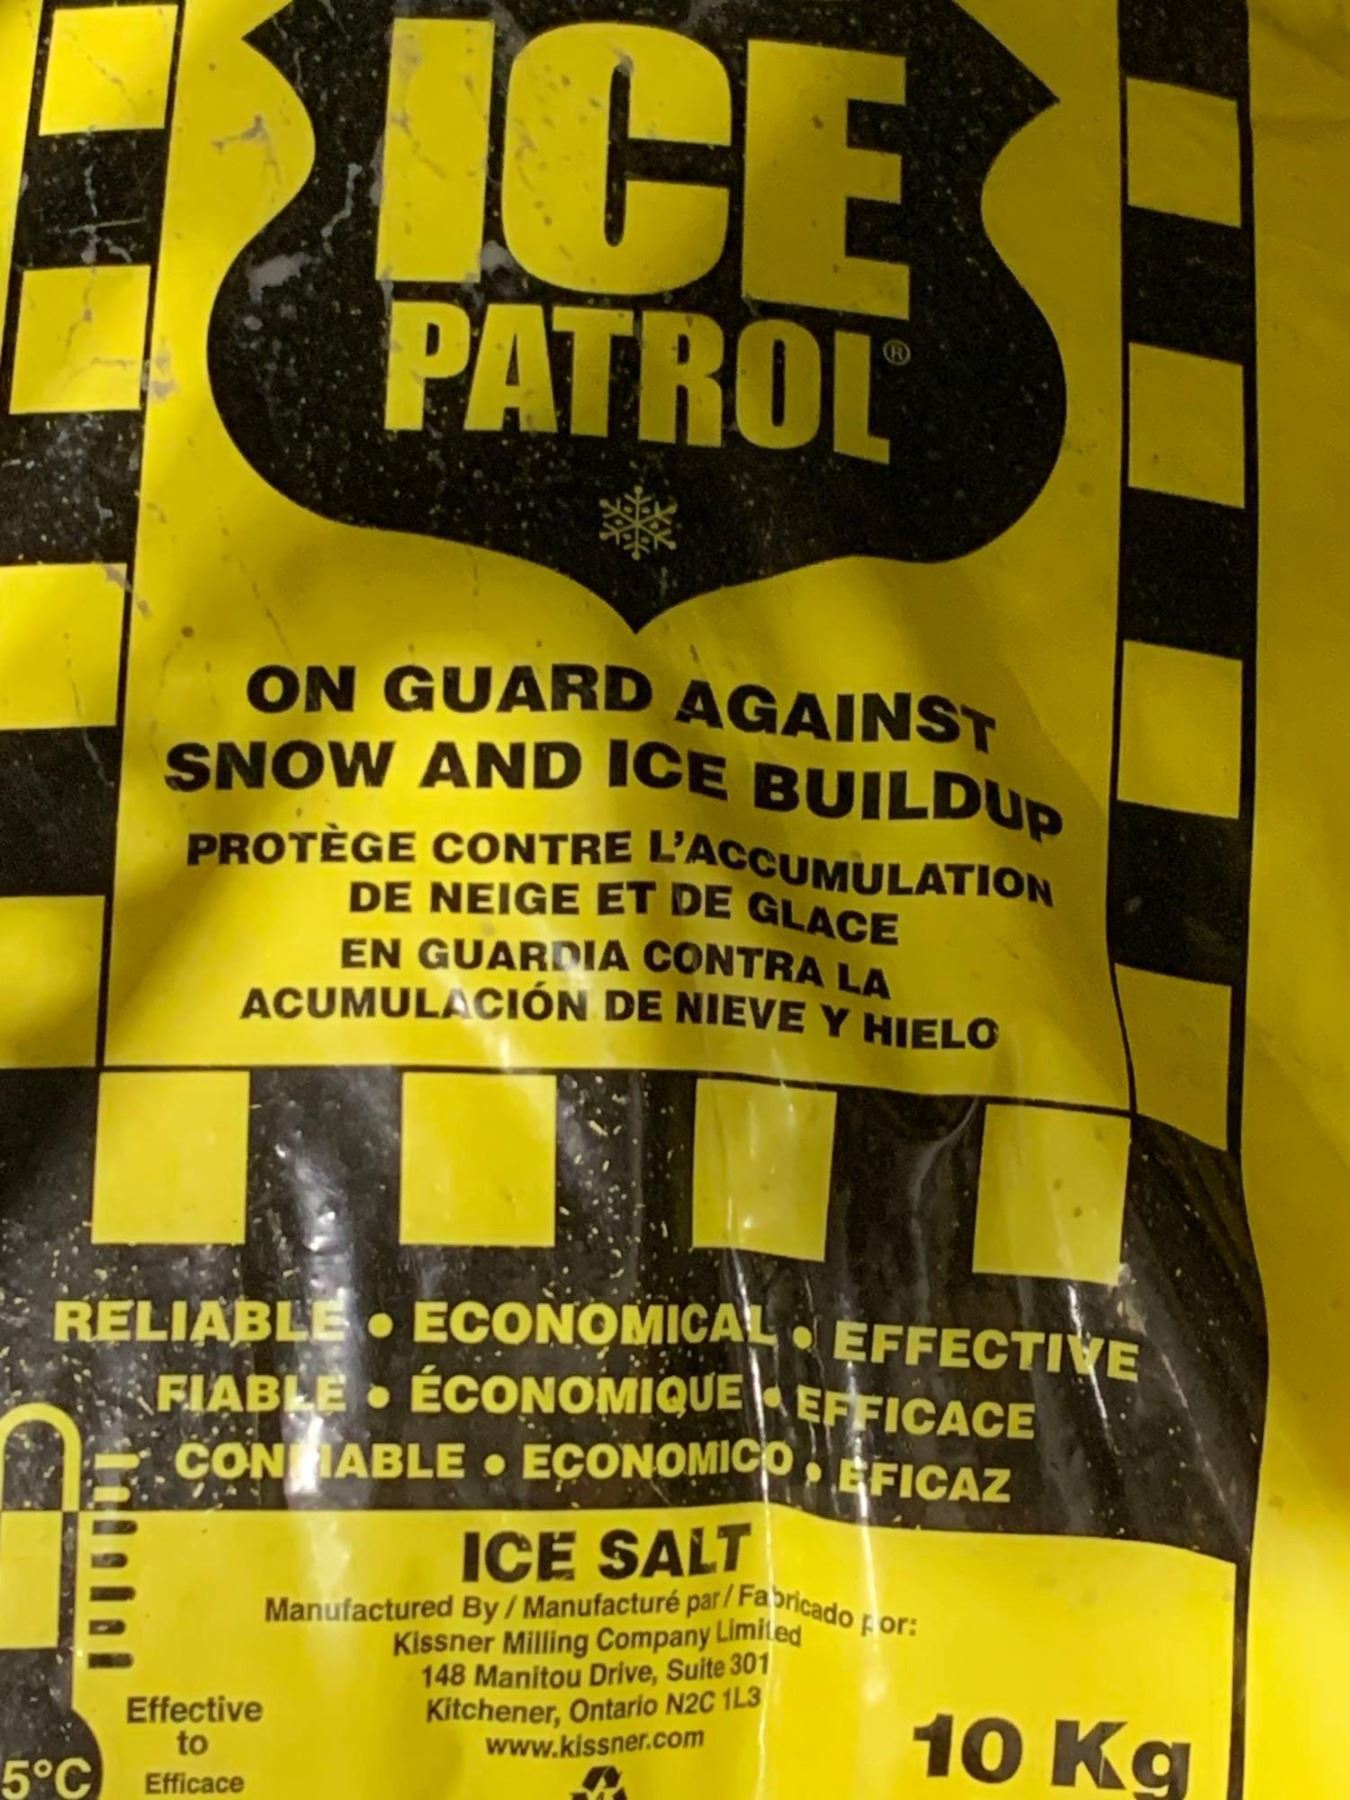 ICE
PATROL®
ON GUARD AGAINST
SNOW AND ICE BUILDUP
PROTÈGE CONTRE L'ACCUMULATION
DE NEIGE ET DE GLACE
EN GUARDIA CONTRA LA
ACUMULACIÓN DE NIEVE Y HIELO
RELIABLE • ECONOMICAL • EFFECTIVE
FIABLE • ÉCONOMIQUE • EFFICACE
CONFIABLE • ECONOMICO • EFICAZ
ICE SALT
Manufactured By / Manufacturé par / Fabricado por:
Kissner Milling Company Limited
148 Manitou Drive, Suite 301
Kitchener, Ontario N2C 1L3
www.kissner.com
Effective
to
Efficace
5°C
10 Kg